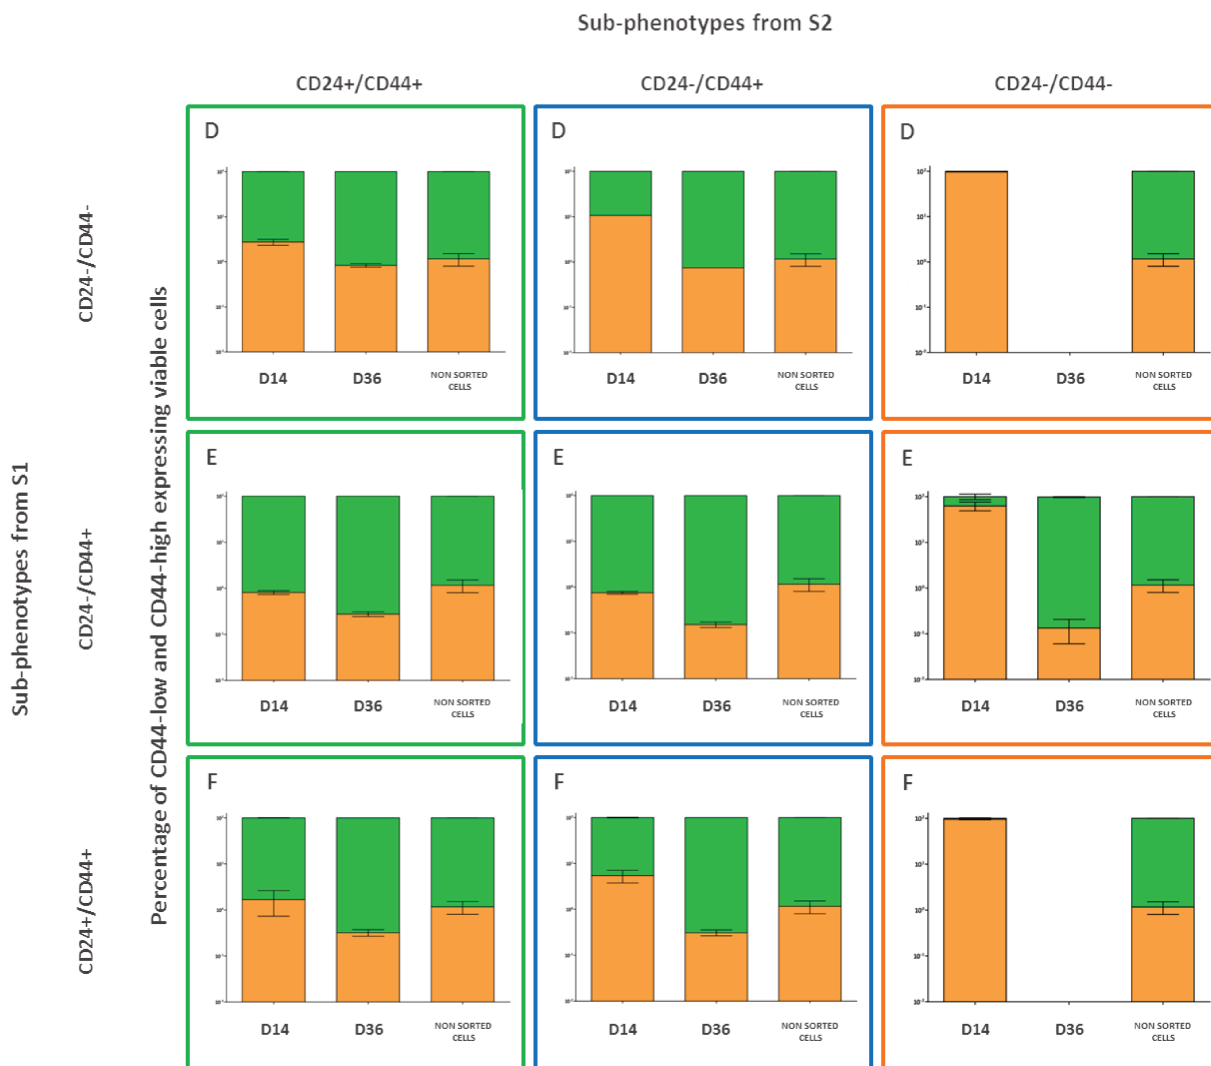 Sub-phenotypes from S2
CD24+/CD44+
CD24-/CD44+
CD24-/CD44-
Sub-phenotypes from S1
Percentage of CD44-low and CD44-high expressing viable cells
CD24-/CD44-
D
D14
D36
NON SORTED
CELLS
D
D14
D36
NON SORTED
CELLS
D
D14
D36
NON SORTED
CELLS
CD24-/CD44+
E
D14
D36
NON SORTED
CELLS
E
D14
D36
NON SORTED
CELLS
E
D14
D36
NON SORTED
CELLS
CD24+/CD44+
F
D14
D36
NON SORTED
CELLS
F
D14
D36
NON SORTED
CELLS
F
D14
D36
NON SORTED
CELLS